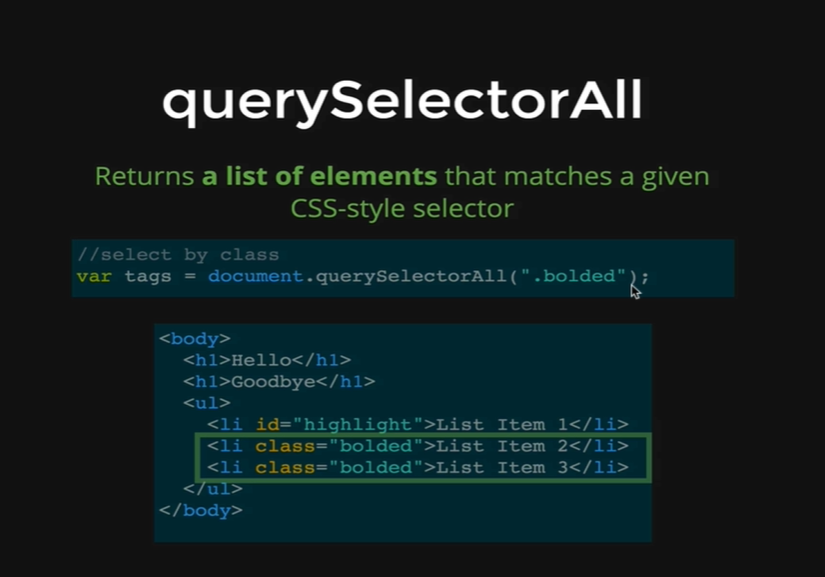 querySelectorAll
Returns a list of elements that matches a given
CSS-style selector
//select by class
var tags = document.querySelectorAll(".bolded");
<body>
  <h1>Hello</h1>
  <h1>Goodbye</h1>
  <ul>
    <li id="highlight">List Item 1</li>
    <li class="bolded">List Item 2</li>
    <li class="bolded">List Item 3</li>
  </ul>
</body>